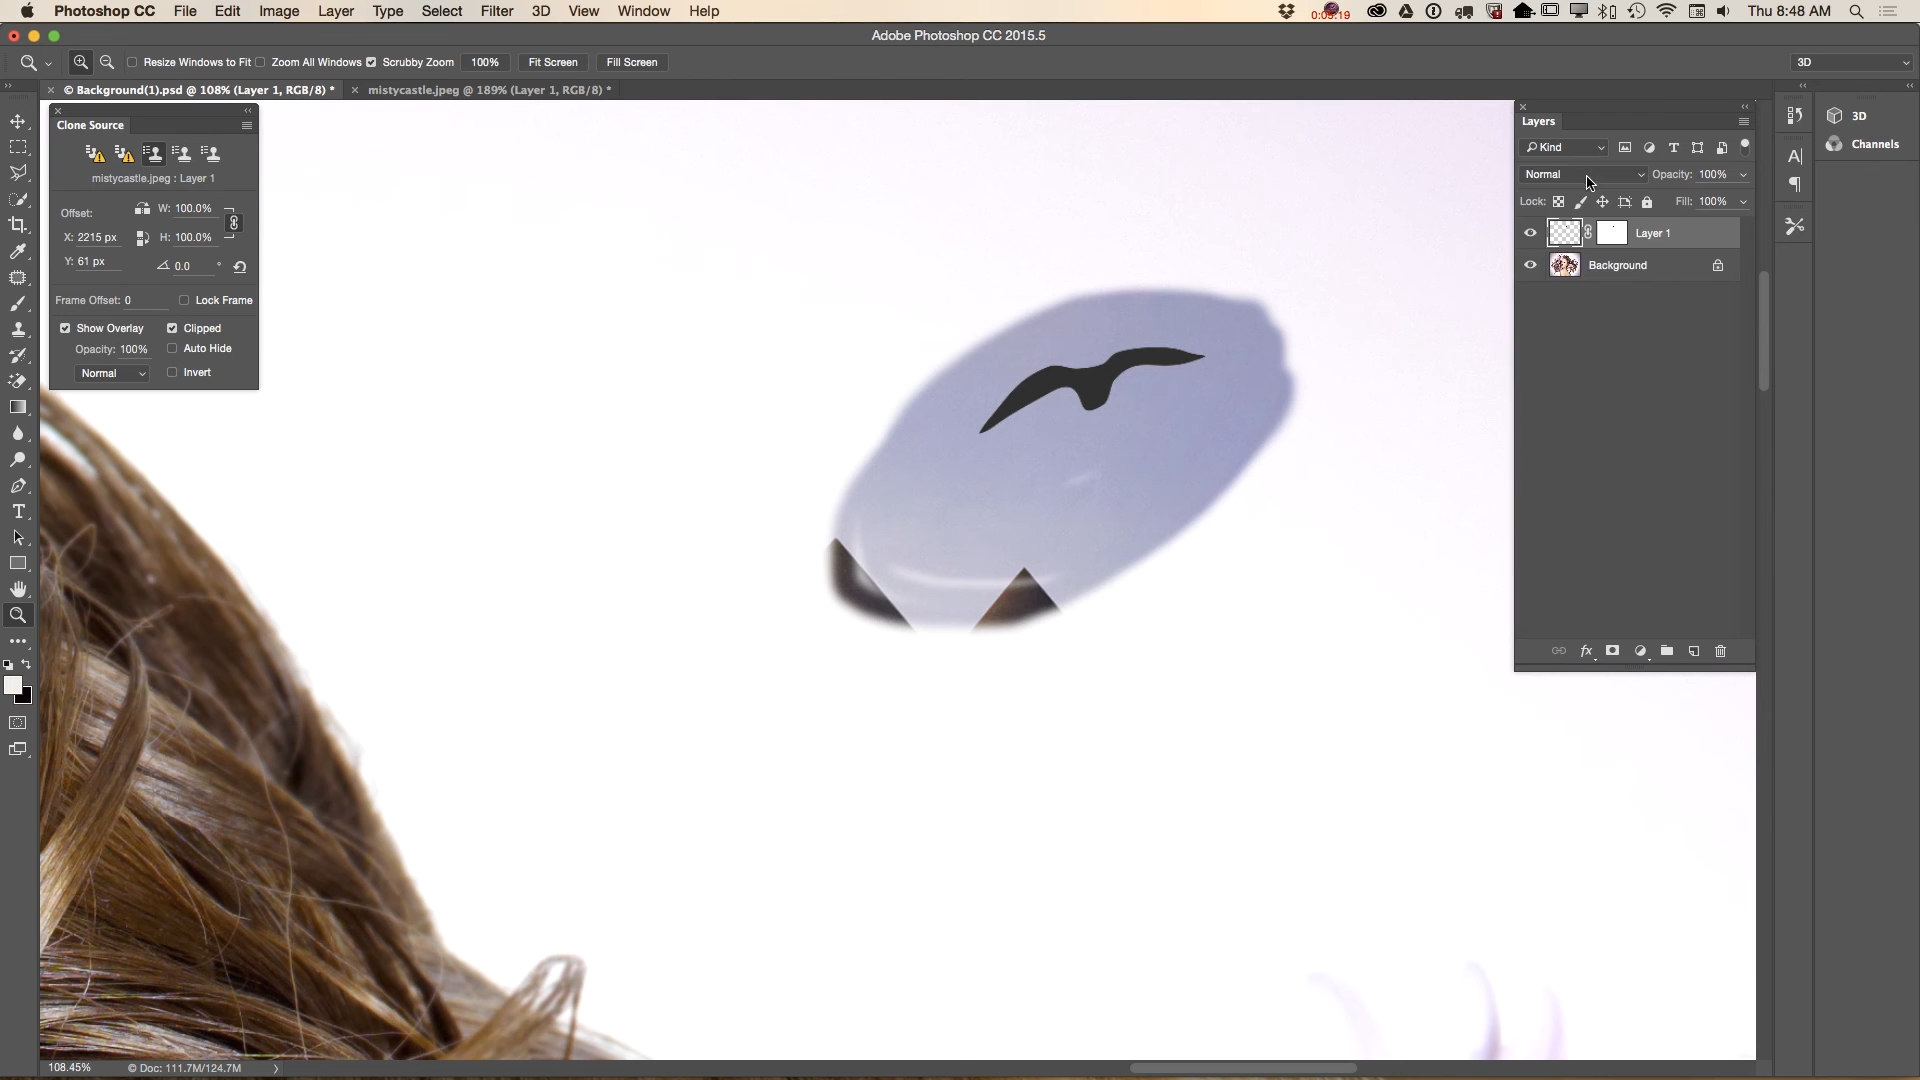 Photoshop CC File Edit Image Layer Type Select Filter 3D View Window Help 0:05:19 Thu 8:48 AM
Adobe Photoshop CC 2015.5
Resize Windows to Fit Zoom All Windows Scrubby Zoom 100% Fit Screen Fill Screen 3D
× © Background(1).psd @ 108% (Layer 1, RGB/8) * × mistycastle.jpeg @ 189% (Layer 1, RGB/8) *
Clone Source
mistycastle.jpeg : Layer 1
Offset: W: 100.0%
X: 2215 px H: 100.0%
Y: 61 px 0.0 °
Frame Offset: 0 Lock Frame
Show Overlay Clipped
Opacity: 100% Auto Hide
Normal Invert
Layers
Kind
Normal Opacity: 100%
Lock: Fill: 100%
Layer 1
Background
fx
3D
Channels
108.45% © Doc: 111.7M/124.7M